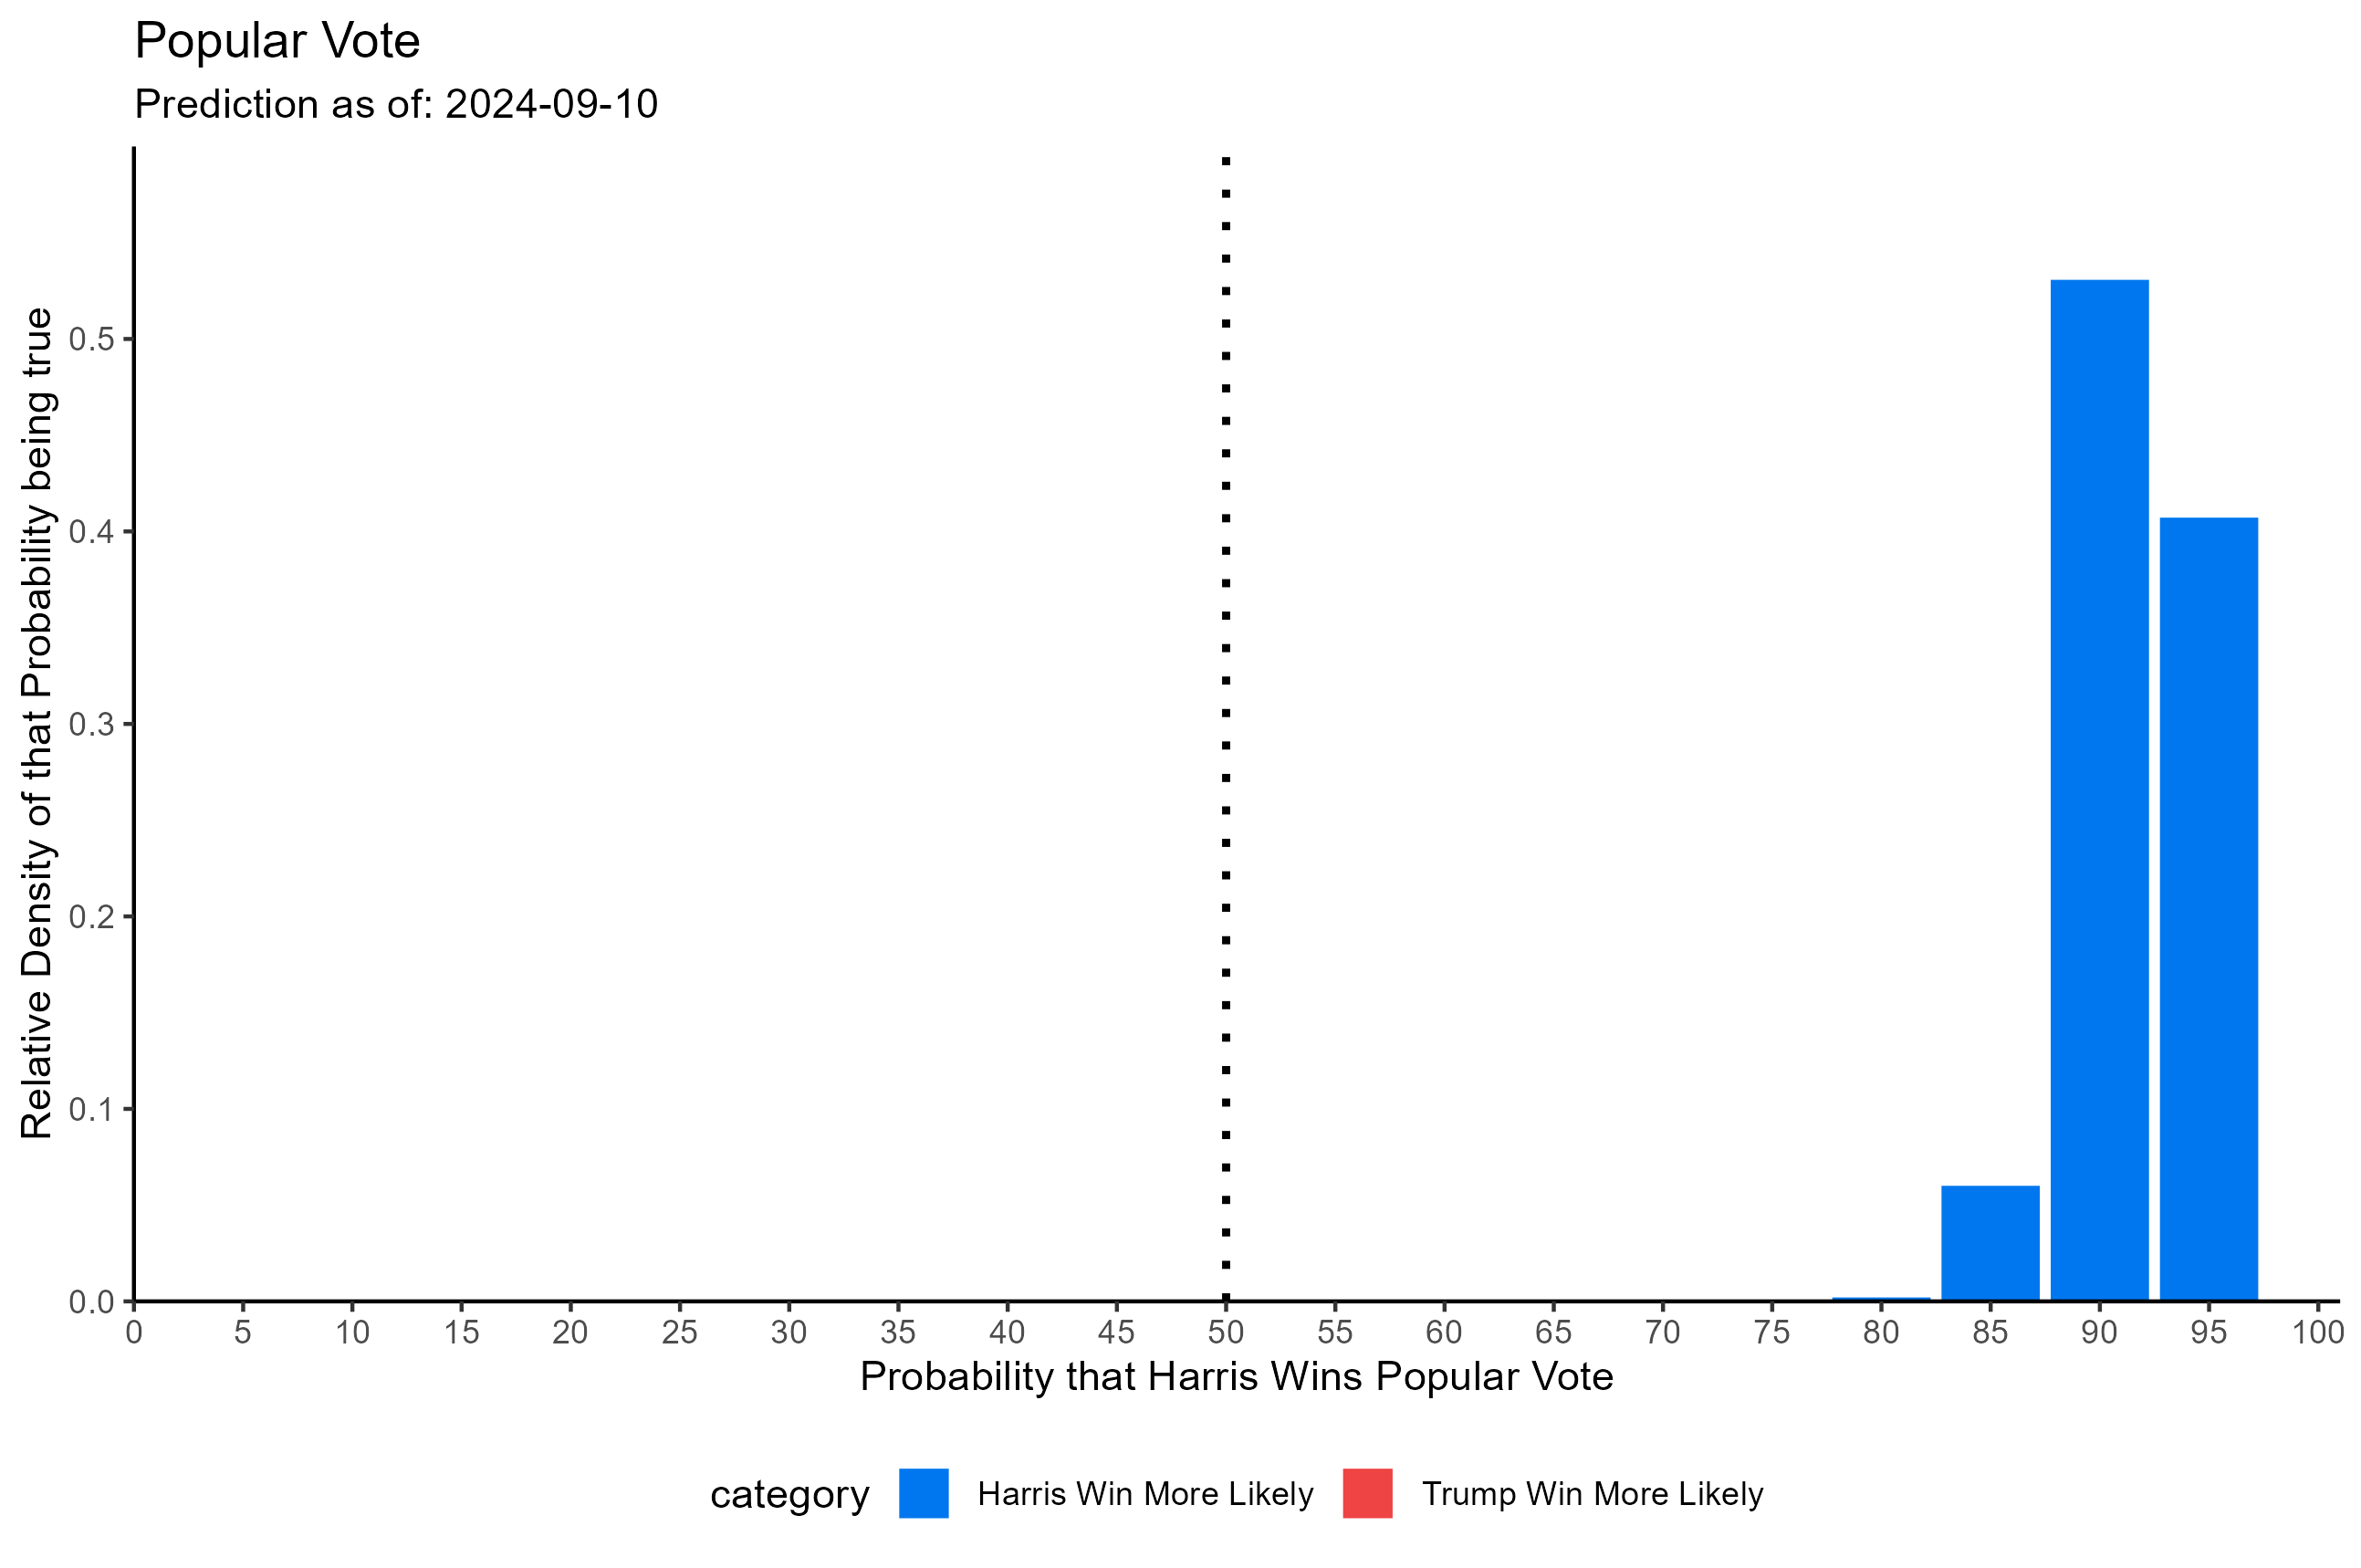 Popular Vote
Prediction as of: 2024-09-10
Relative Density of that Probability being true
0.5
0.4
0.3
0.2
0.1
0.0
0 5 10 15 20 25 30 35 40 45 50 55 60 65 70 75 80 85 90 95 100
Probability that Harris Wins Popular Vote
category Harris Win More Likely Trump Win More Likely